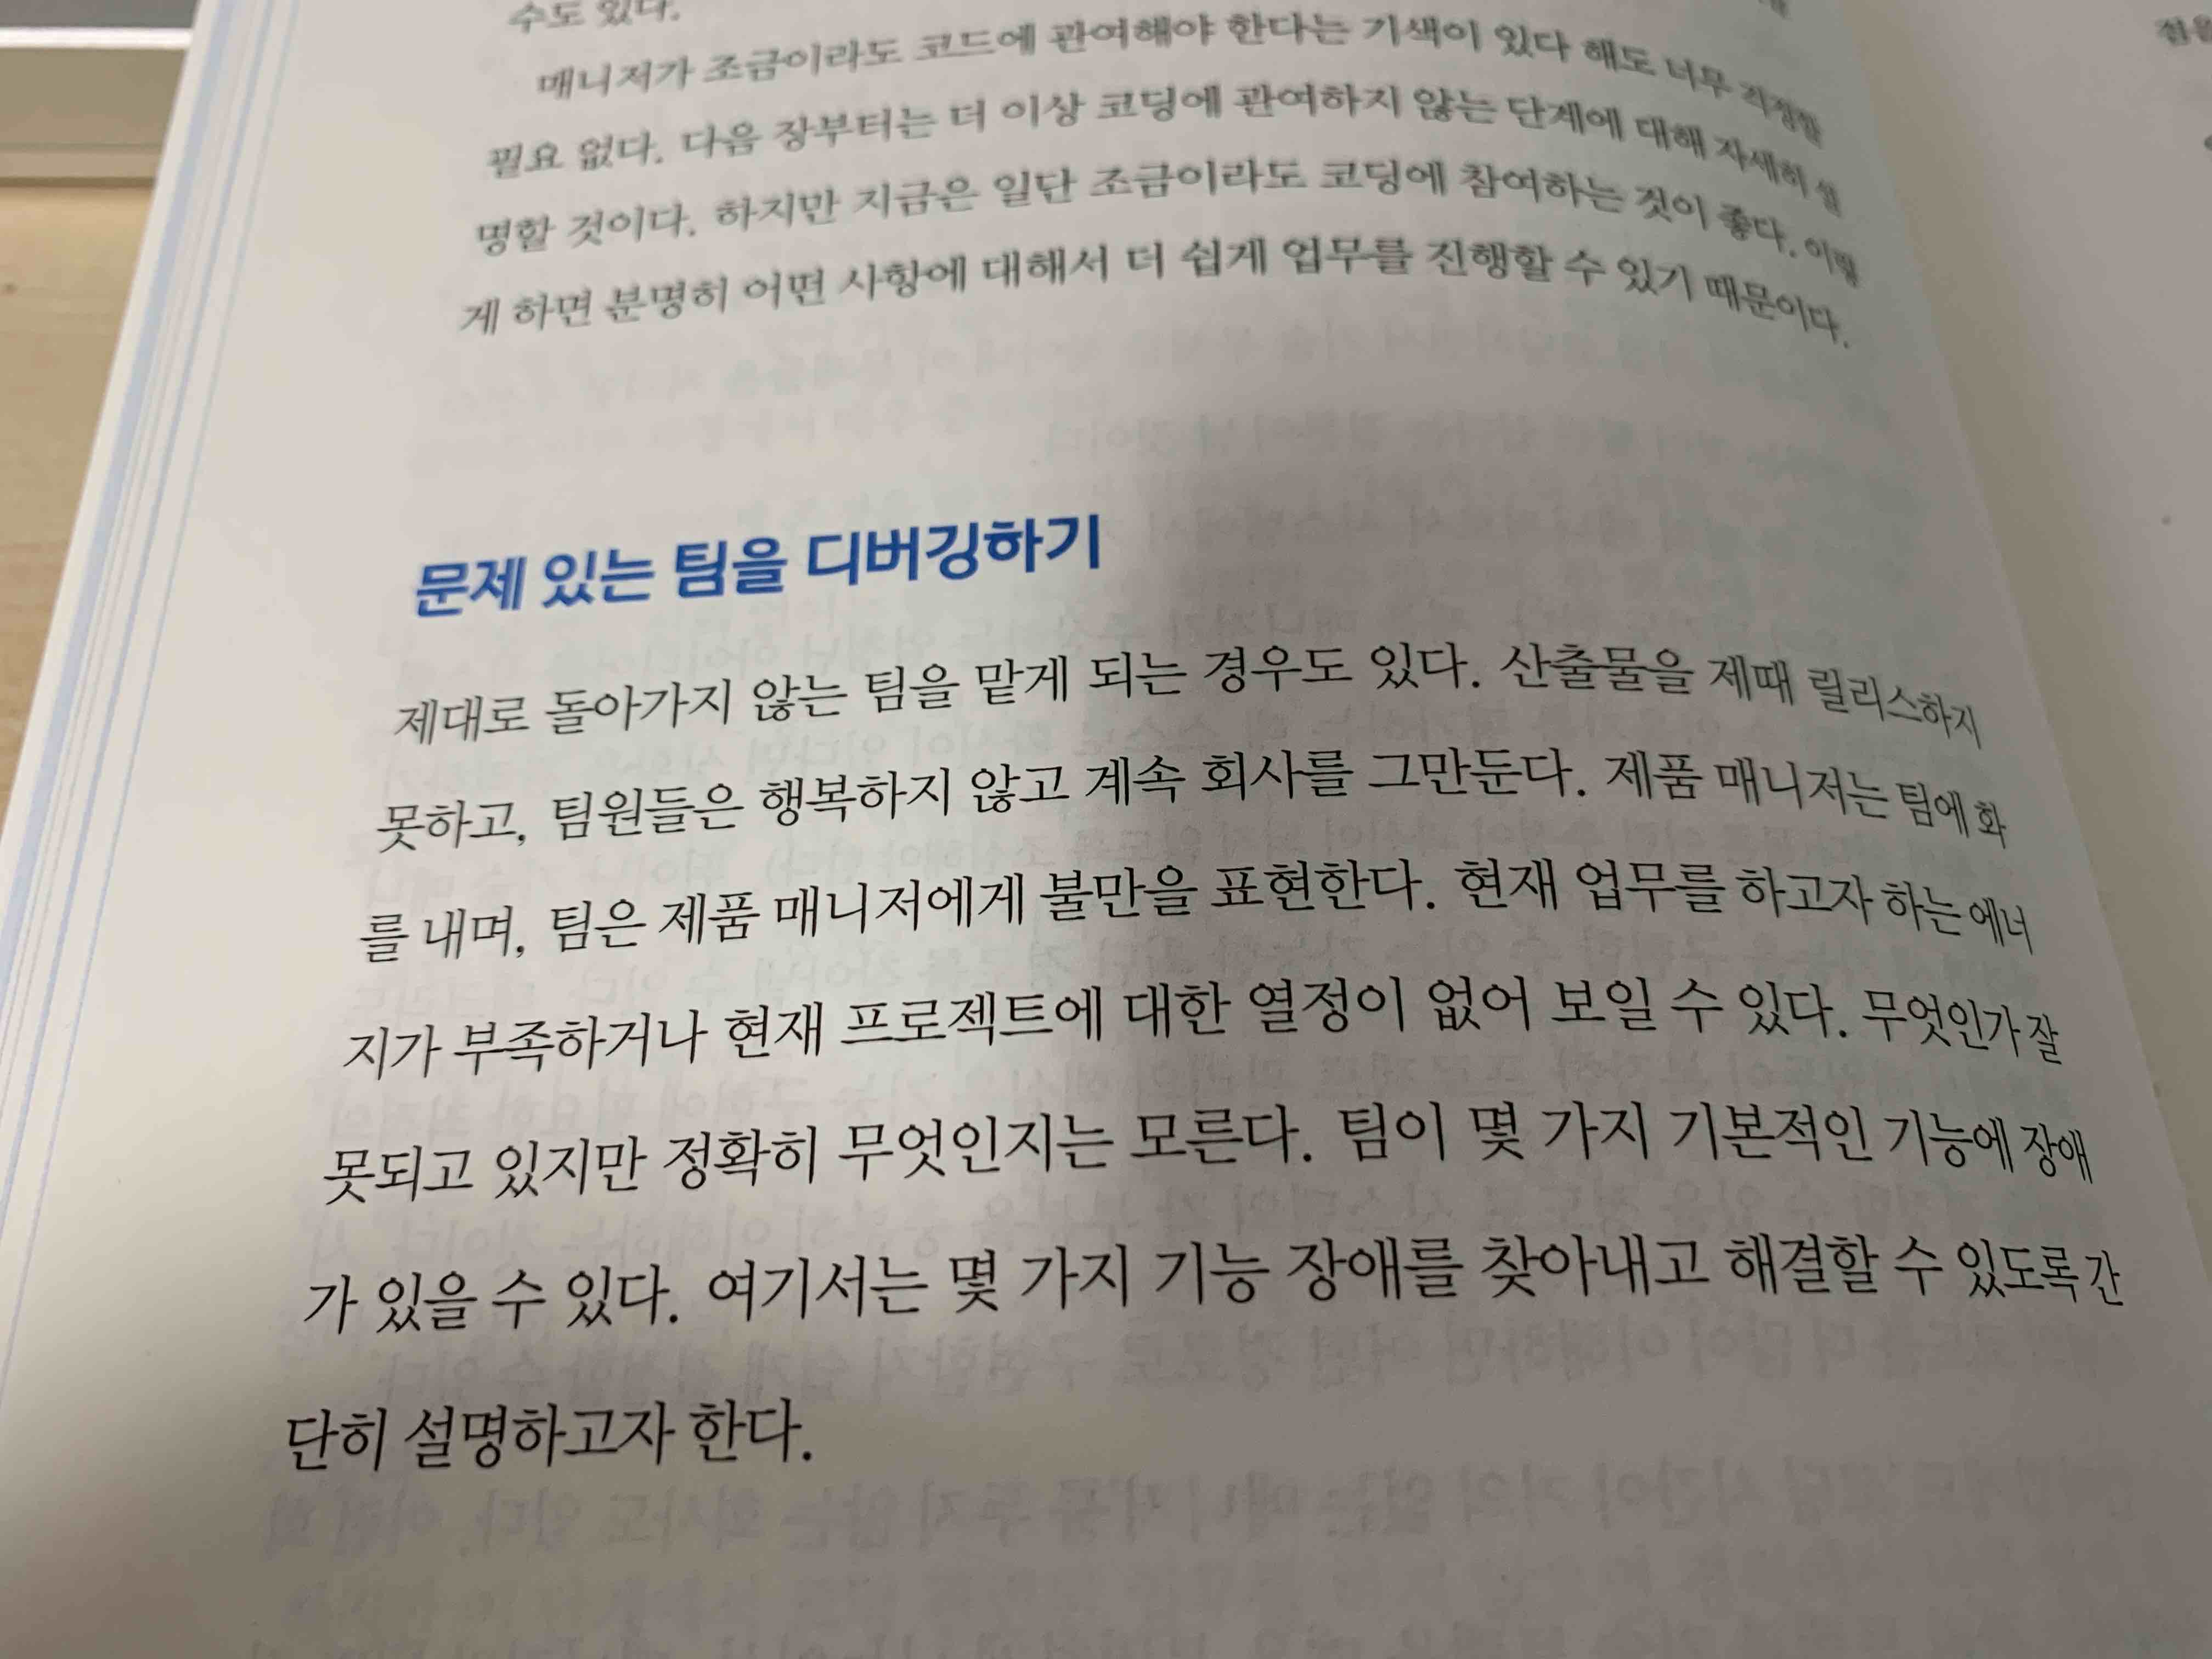 수도 있다.
매니저가 조금이라도 코드에 관여해야 한다는 기색이 있다 해도 너무 걱정할
필요 없다. 다음 장부터는 더 이상 코딩에 관여하지 않는 단계에 대해 자세히 설
명할 것이다. 하지만 지금은 일단 조금이라도 코딩에 참여하는 것이 좋다. 이렇
게 하면 분명히 어떤 사항에 대해서 더 쉽게 업무를 진행할 수 있기 때문이다.
문제 있는 팀을 디버깅하기
제대로 돌아가지 않는 팀을 맡게 되는 경우도 있다. 산출물을 제때 릴리스하지
못하고, 팀원들은 행복하지 않고 계속 회사를 그만둔다. 제품 매니저는 팀에 화
를 내며, 팀은 제품 매니저에게 불만을 표현한다. 현재 업무를 하고자 하는 에너
지가 부족하거나 현재 프로젝트에 대한 열정이 없어 보일 수 있다. 무엇인가 잘
못되고 있지만 정확히 무엇인지는 모른다. 팀이 몇 가지 기본적인 기능에 장애
가 있을 수 있다. 여기서는 몇 가지 기능 장애를 찾아내고 해결할 수 있도록 간
단히 설명하고자 한다.